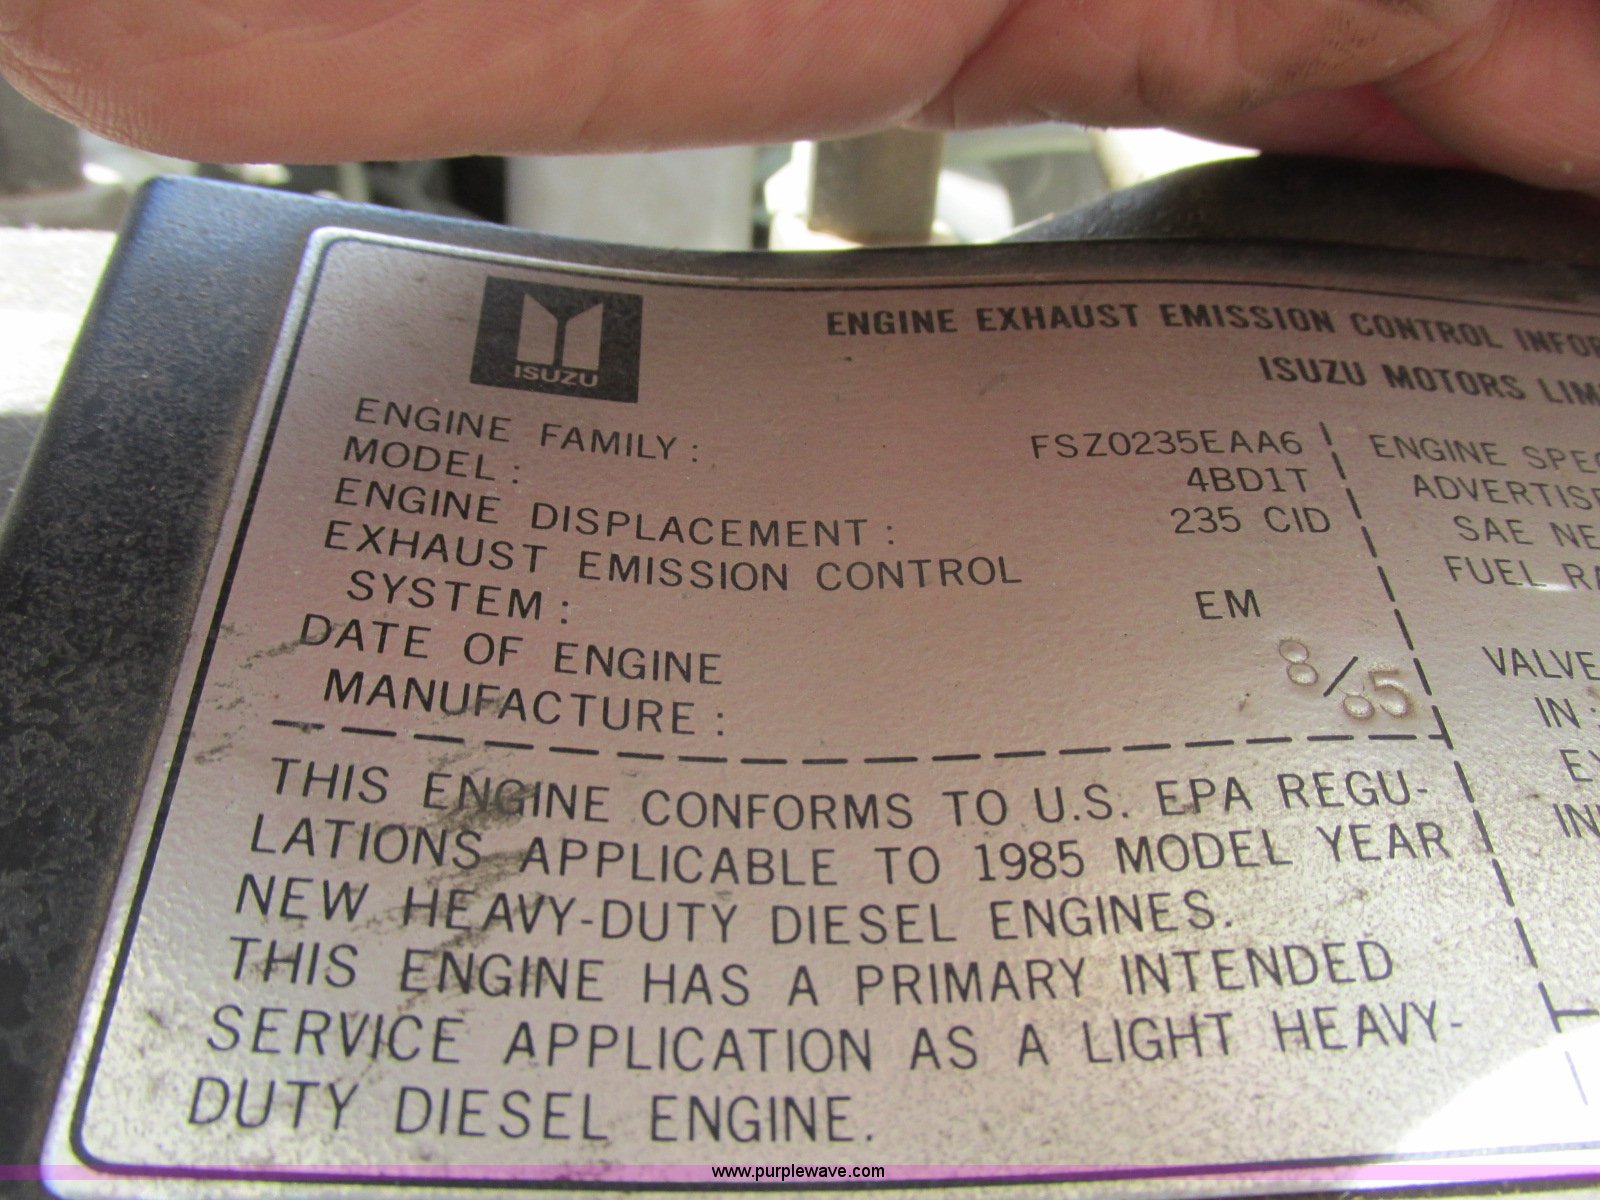 ISUZU
ENGINE EXHAUST EMISSION CONTROL
ISUZU MOTORS
ENGINE FAMILY : FSZ0235EAA6
MODEL : 4BD1T
ENGINE DISPLACEMENT : 235 CID
EXHAUST EMISSION CONTROL
SYSTEM : EM
DATE OF ENGINE
MANUFACTURE : 8/85
THIS ENGINE CONFORMS TO U.S. EPA REGU-
LATIONS APPLICABLE TO 1985 MODEL YEAR
NEW HEAVY-DUTY DIESEL ENGINES.
THIS ENGINE HAS A PRIMARY INTENDED
SERVICE APPLICATION AS A LIGHT HEAVY-
DUTY DIESEL ENGINE.
ENGINE
SAE
FUEL
VALVE
IN :
www.purplewave.com